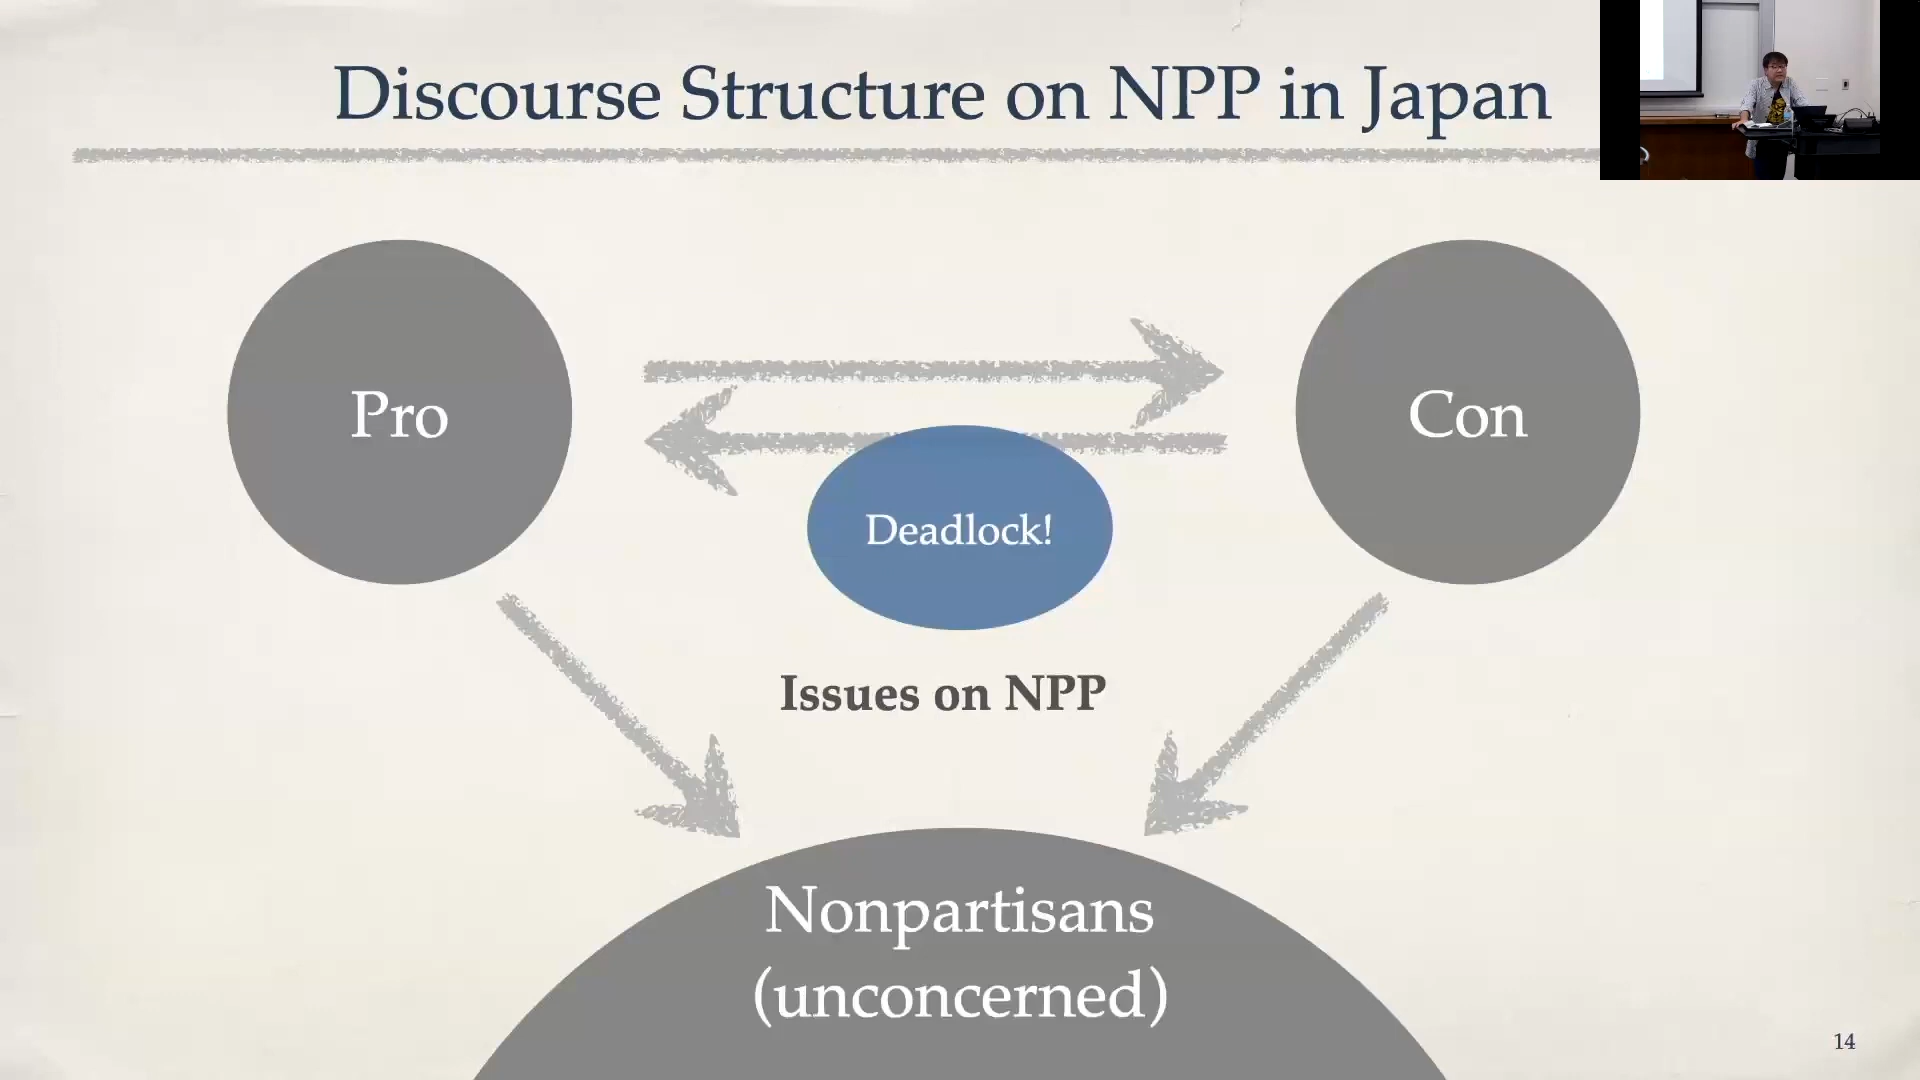 Discourse Structure on NPP in Japan
Pro
Con
Deadlock!
Issues on NPP
Nonpartisans
(unconcerned)
14